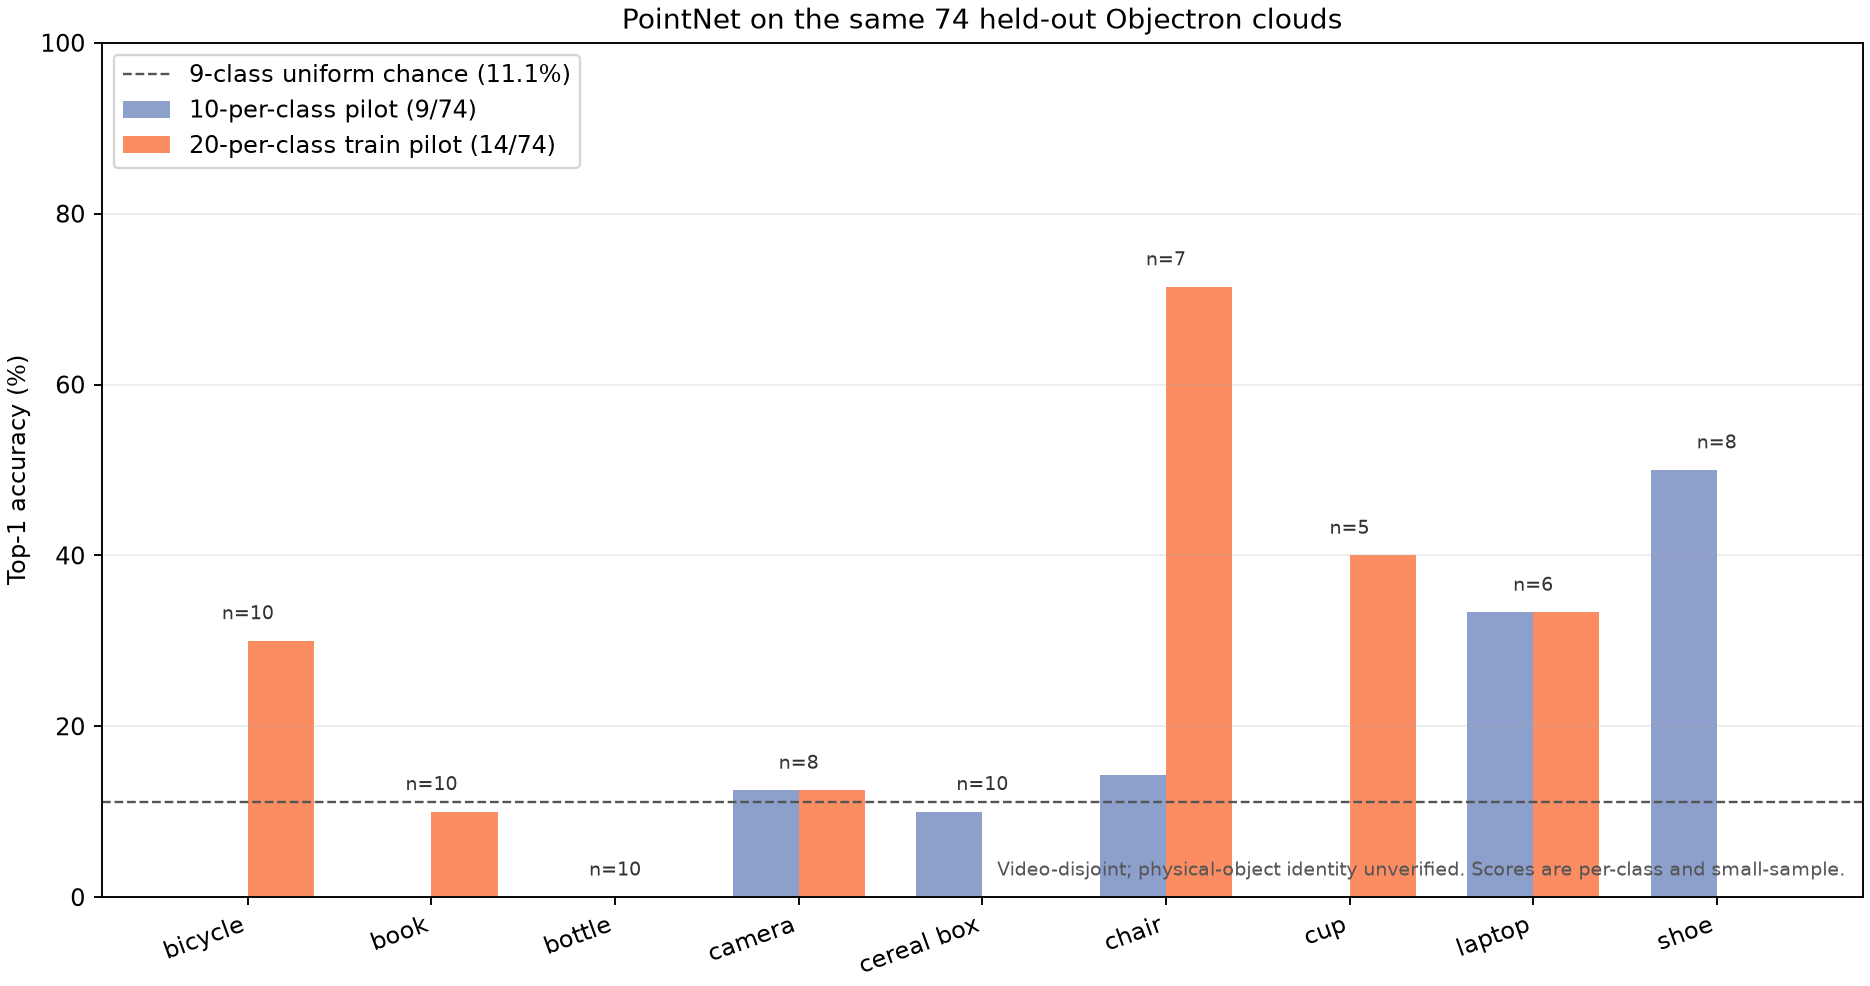 PointNet on the same 74 held-out Objectron clouds
9-class uniform chance (11.1%)
10-per-class pilot (9/74)
20-per-class train pilot (14/74)
Top-1 accuracy (%)
100
80
60
40
20
0
n=10
n=10
n=10
n=8
n=10
n=7
n=5
n=6
n=8
Video-disjoint; physical-object identity unverified. Scores are per-class and small-sample.
bicycle
book
bottle
camera
cereal box
chair
cup
laptop
shoe